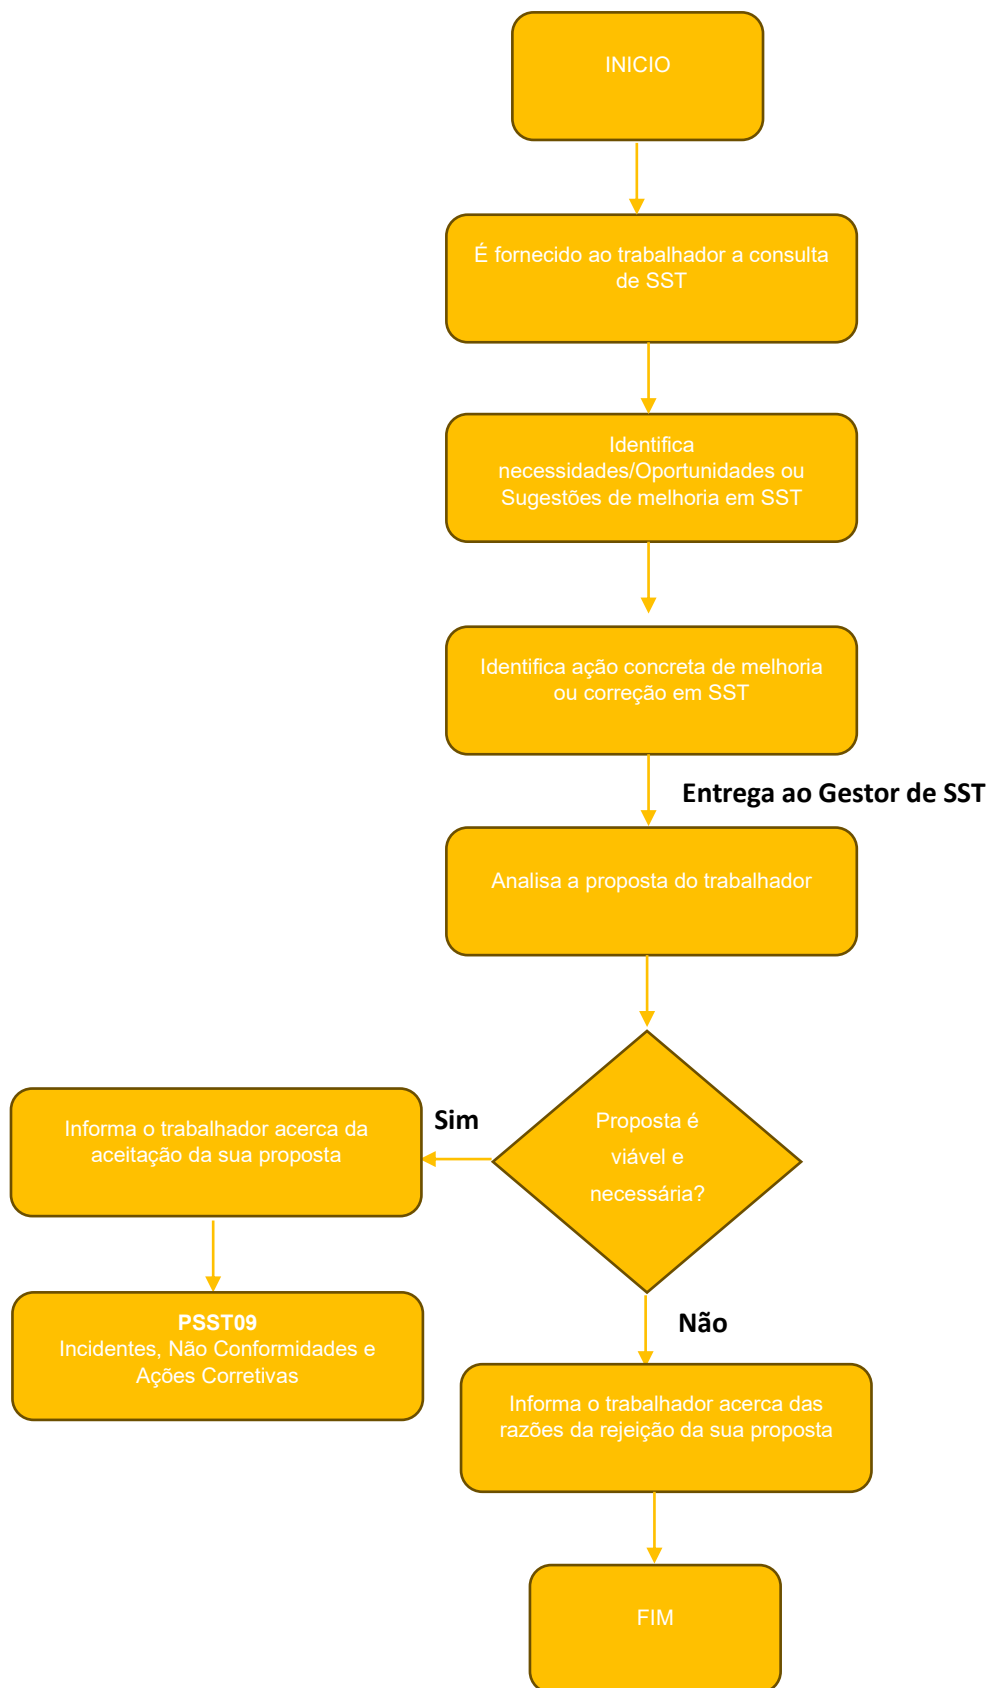 INICIO
É fornecido ao trabalhador a consulta
de SST
Identifica
necessidades/Oportunidades ou
Sugestões de melhoria em SST
Identifica ação concreta de melhoria
ou correção em SST
Entrega ao Gestor de SST
Analisa a proposta do trabalhador
Proposta é
viável e
necessária?
Sim
Informa o trabalhador acerca da
aceitação da sua proposta
PSST09
Incidentes, Não Conformidades e
Ações Corretivas
Não
Informa o trabalhador acerca das
razões da rejeição da sua proposta
FIM